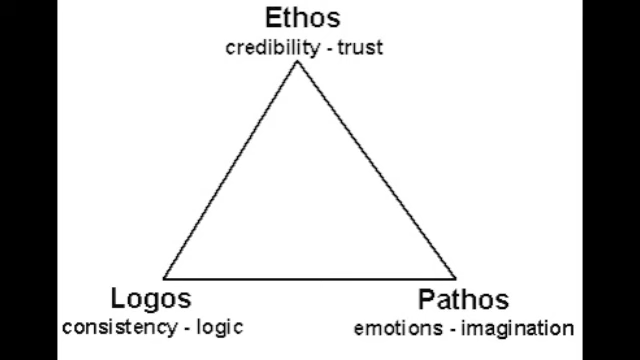 Ethos
credibility - trust
Logos
consistency - logic
Pathos
emotions - imagination